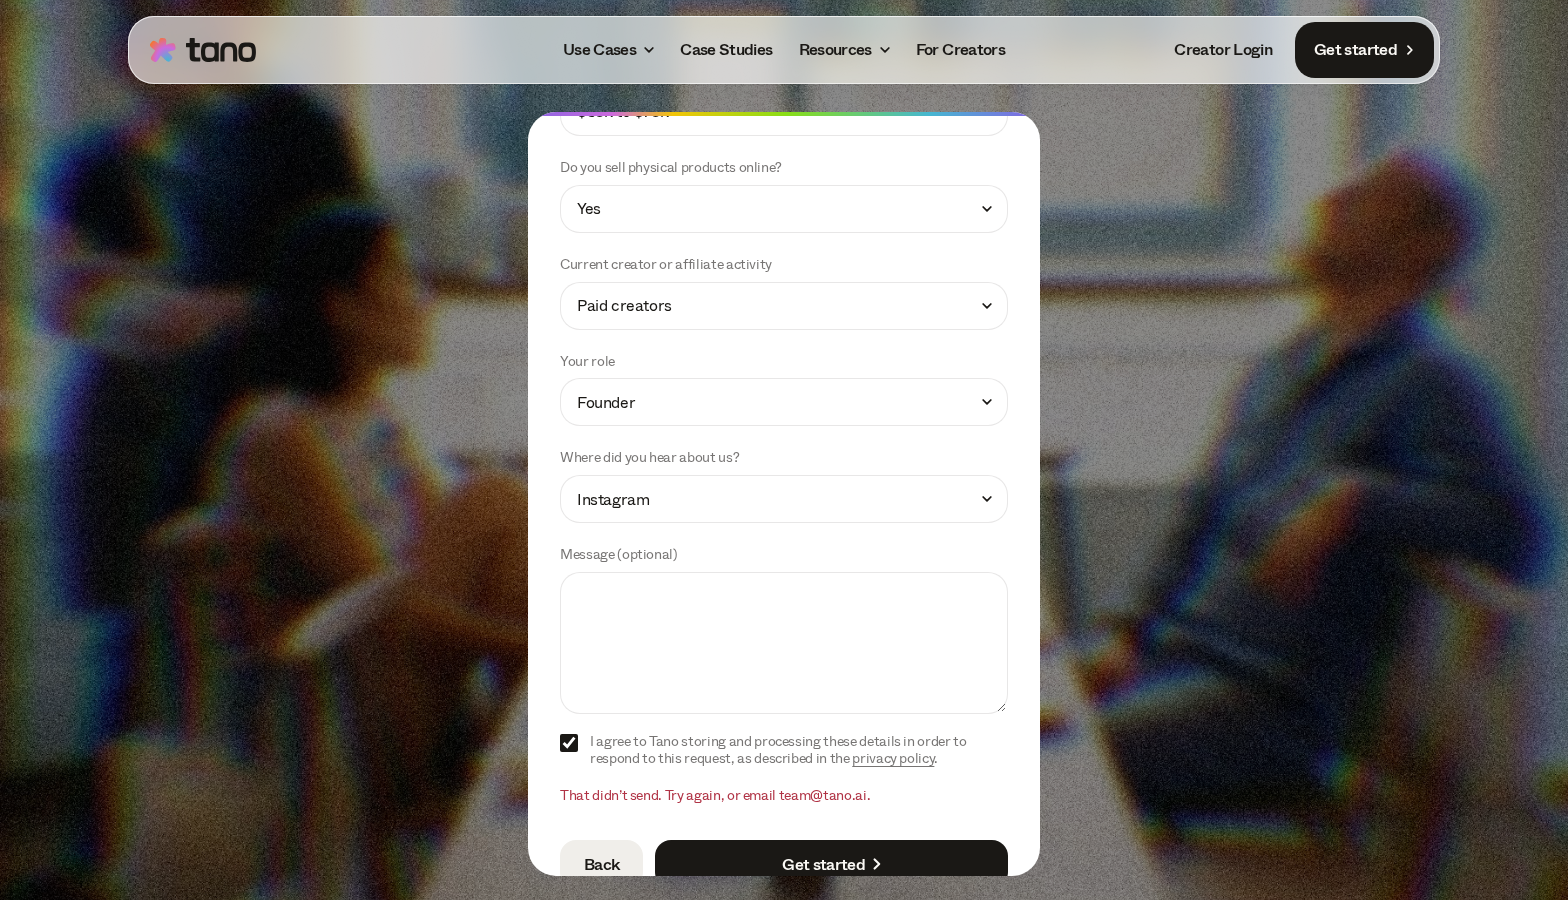 tano
Use Cases
Case Studies
Resources
For Creators
Creator Login
Get started
Do you sell physical products online?
Yes
Current creator or affiliate activity
Paid creators
Your role
Founder
Where did you hear about us?
Instagram
Message (optional)
I agree to Tano storing and processing these details in order to
respond to this request, as described in the privacy policy.
That didn't send. Try again, or email team@tano.ai.
Back
Get started